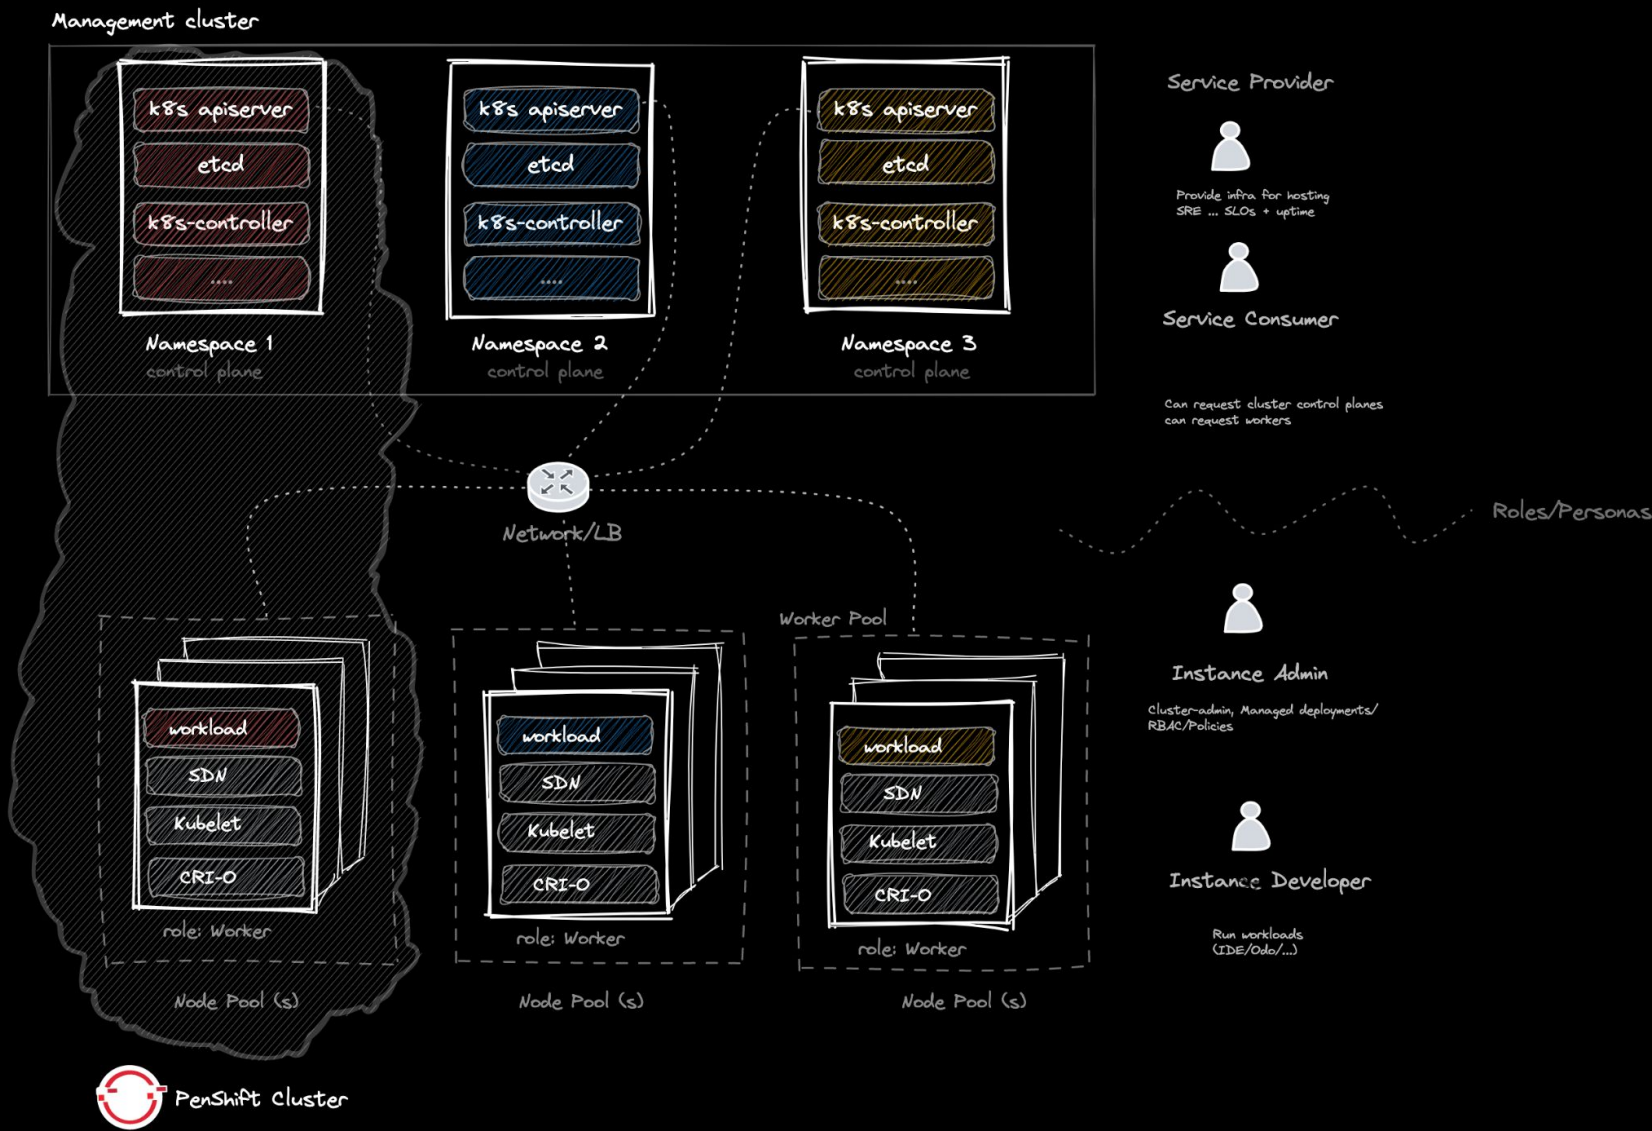 Management cluster
k8s apiserver
etcd
k8s-controller
....
Namespace 1
control plane
k8s apiserver
etcd
k8s-controller
....
Namespace 2
control plane
k8s apiserver
etcd
k8s-controller
....
Namespace 3
control plane
Network/LB
workload
SDN
Kubelet
CRI-O
role: Worker
Node Pool (s)
workload
SDN
Kubelet
CRI-O
role: Worker
Node Pool (s)
Worker Pool
workload
SDN
Kubelet
CRI-O
role: Worker
Node Pool (s)
PenShift Cluster
Service Provider
Provide infra for hosting
SRE ... SLOs + uptime
Service Consumer
Can request cluster control planes
can request workers
Roles/Personas
Instance Admin
Cluster-admin, Managed deployments/
RBAC/Policies
Instance Developer
Run workloads
(IDE/Odo/...)